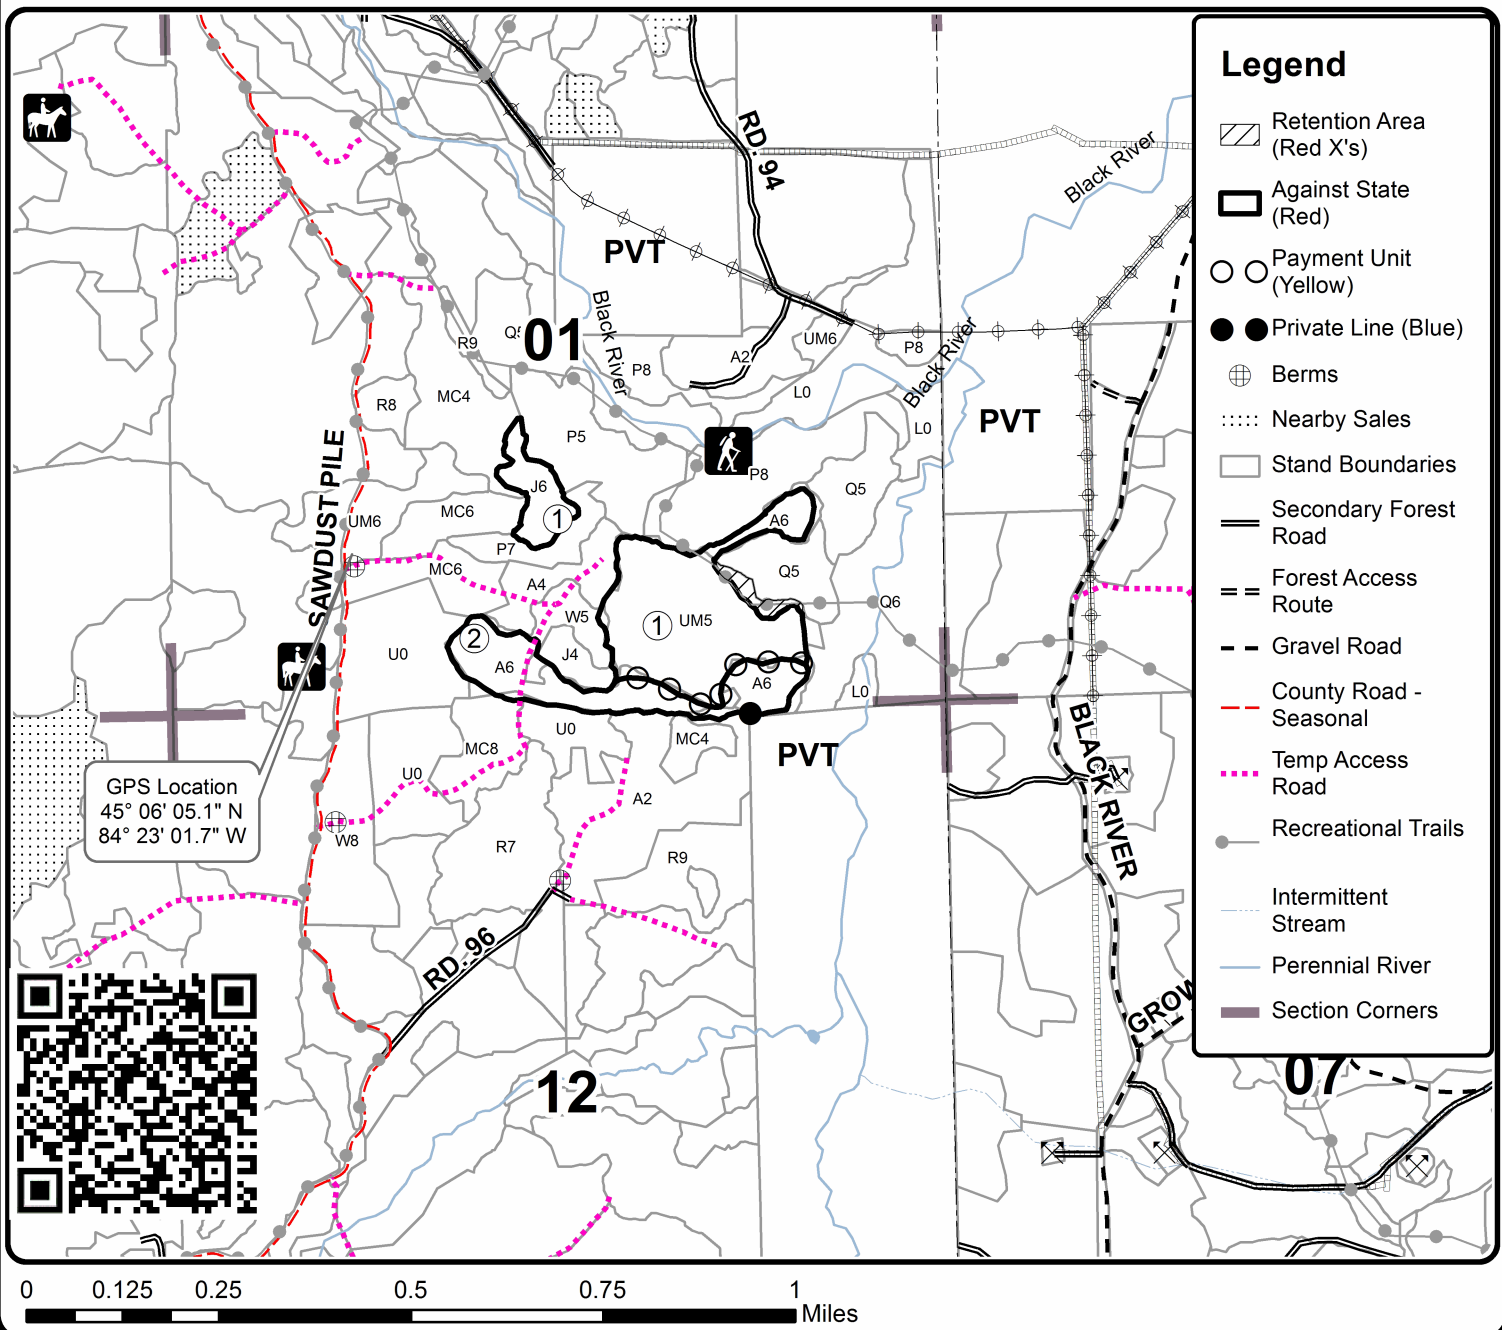 Legend
Retention Area
(Red X's)
Against State
(Red)
Payment Unit
(Yellow)
Private Line (Blue)
Berms
Nearby Sales
Stand Boundaries
Secondary Forest
Road
Forest Access
Route
Gravel Road
County Road -
Seasonal
Temp Access
Road
Recreational Trails
Intermittent
Stream
Perennial River
Section Corners
RD. 94
Black River
PVT
Black River
Q5
01
R9
UM6
P8
A2
P8
L0
Black River
R8
MC4
P5
L0
PVT
P8
J6
Q5
SAWDUST PILE
UM6
MC6
1
A6
P7
MC6
A4
Q5
Q6
W5
1
UM5
2
U0
A6
J4
A6
L0
U0
MC4
MC8
PVT
BLACK RIVER
U0
GPS Location
45° 06' 05.1" N
84° 23' 01.7" W
A2
W8
R7
R9
RD. 96
GROW
12
07
0
0.125
0.25
0.5
0.75
1
Miles